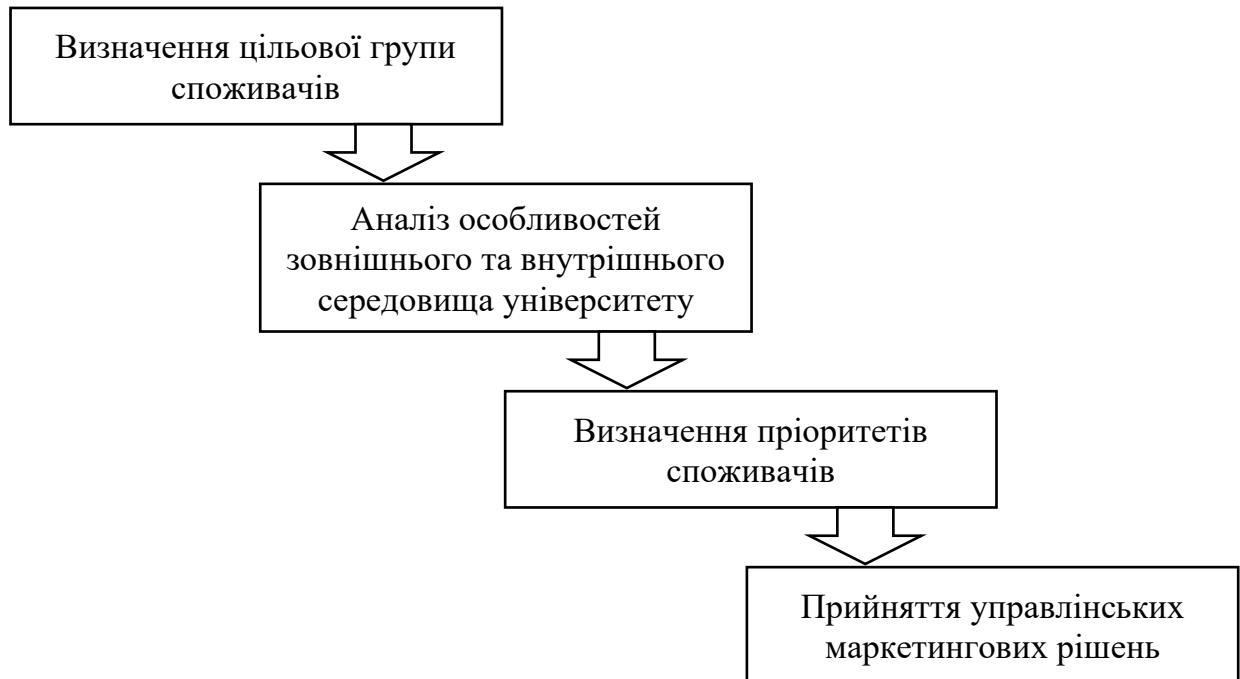 Визначення цільової групи
споживачів
Аналіз особливостей
зовнішнього та внутрішнього
середовища університету
Визначення пріоритетів
споживачів
Прийняття управлінських
маркетингових рішень